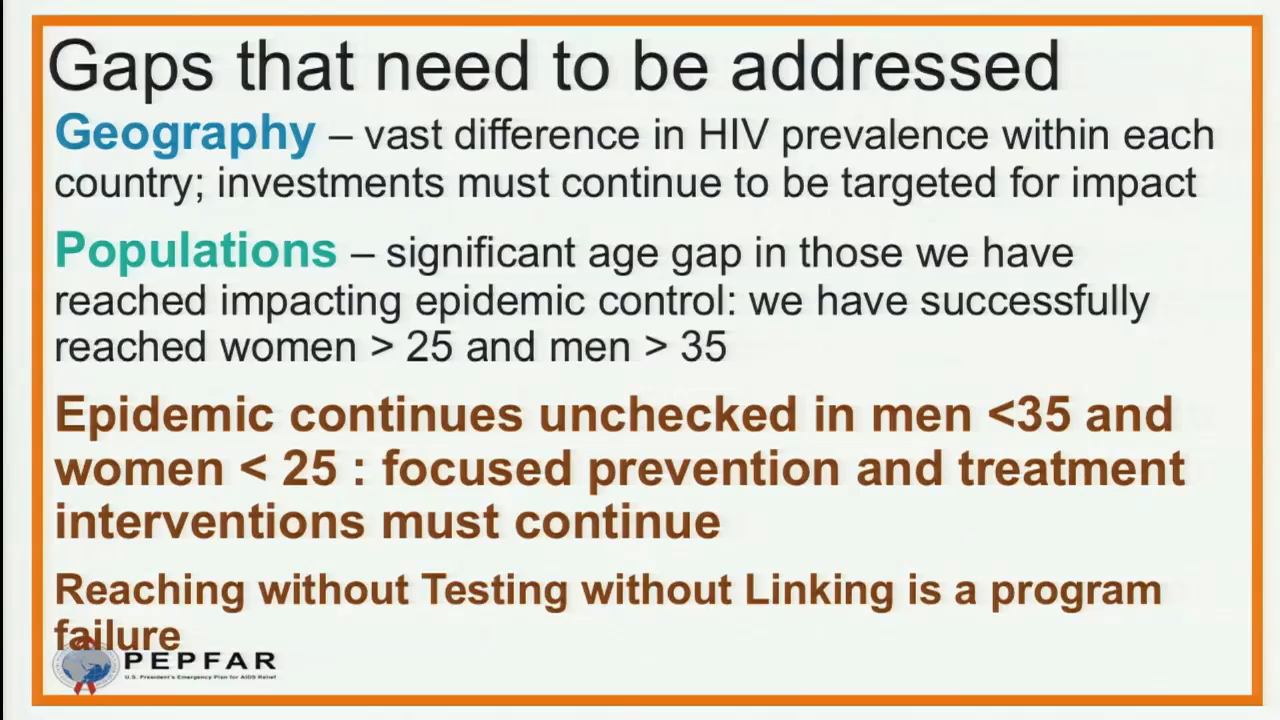 Gaps that need to be addressed
Geography – vast difference in HIV prevalence within each
country; investments must continue to be targeted for impact
Populations – significant age gap in those we have
reached impacting epidemic control: we have successfully
reached women > 25 and men > 35
Epidemic continues unchecked in men <35 and
women < 25 : focused prevention and treatment
interventions must continue
Reaching without Testing without Linking is a program
failure
PEPFAR
U.S. President's Emergency Plan for AIDS Relief